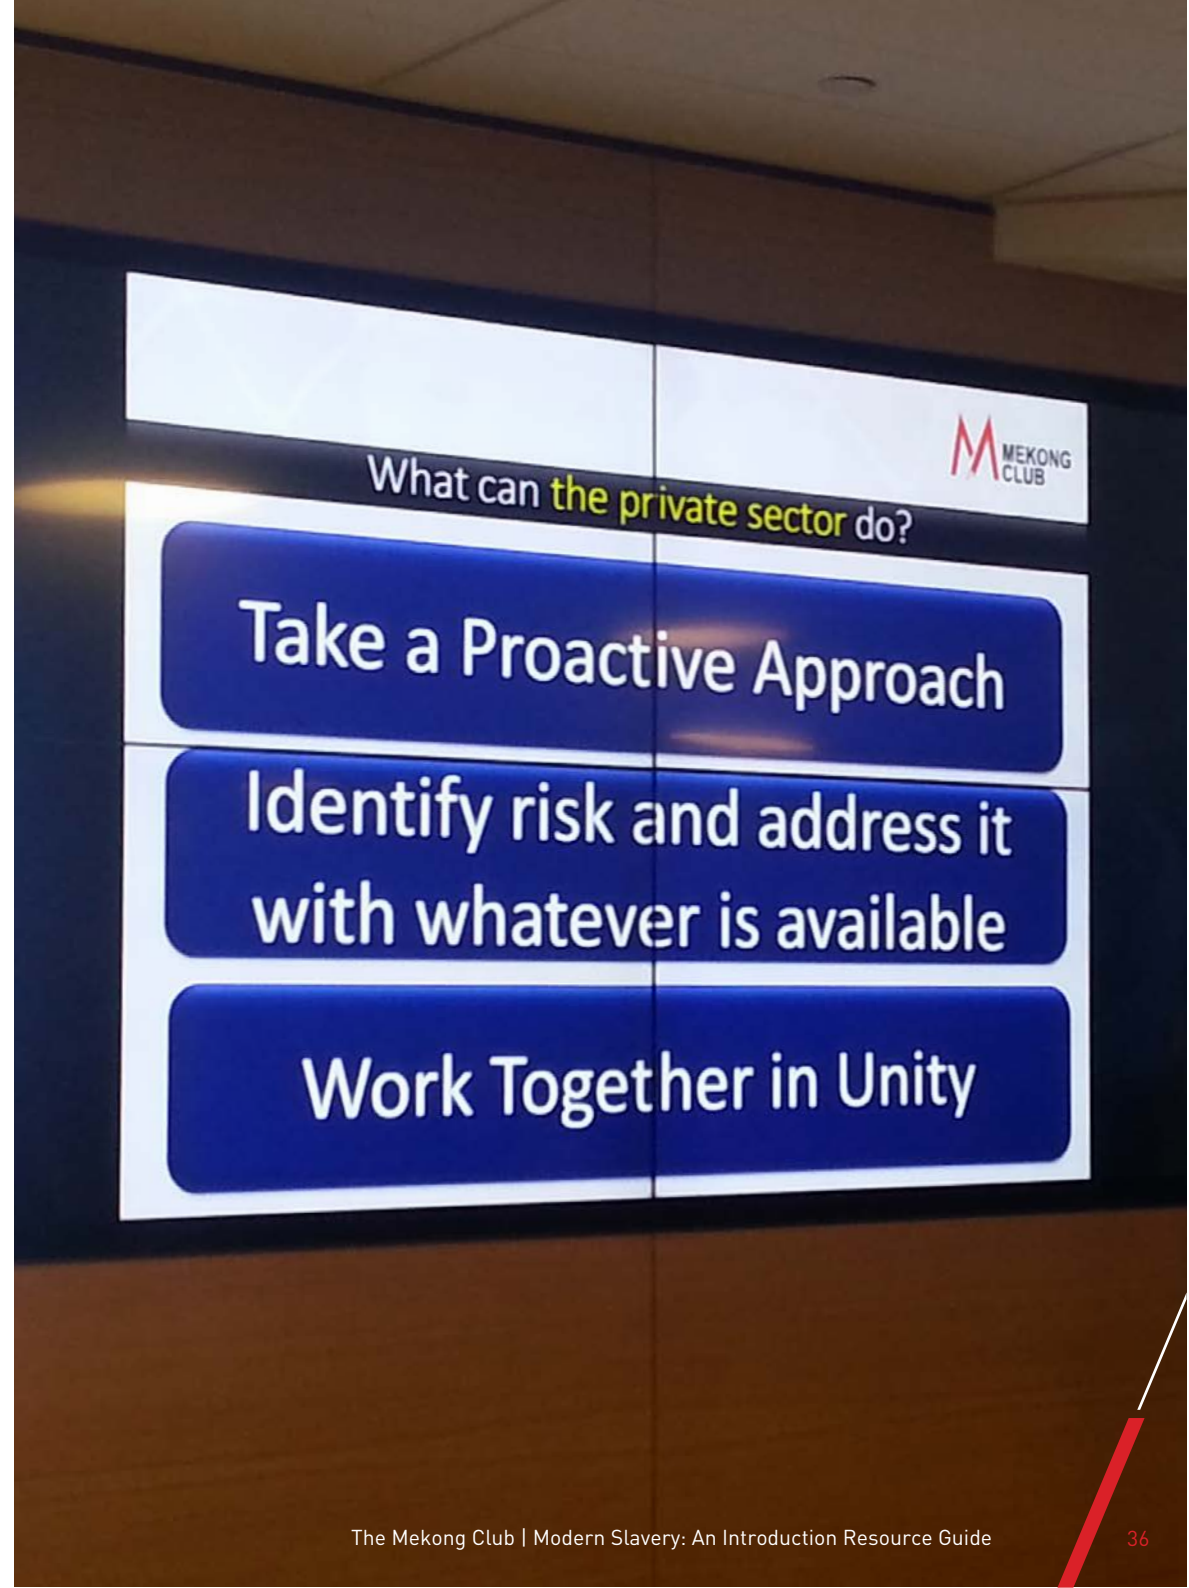 MEKONG
CLUB
What can the private sector do?
Take a Proactive Approach
Identify risk and address it
with whatever is available
Work Together in Unity
The Mekong Club | Modern Slavery: An Introduction Resource Guide
36